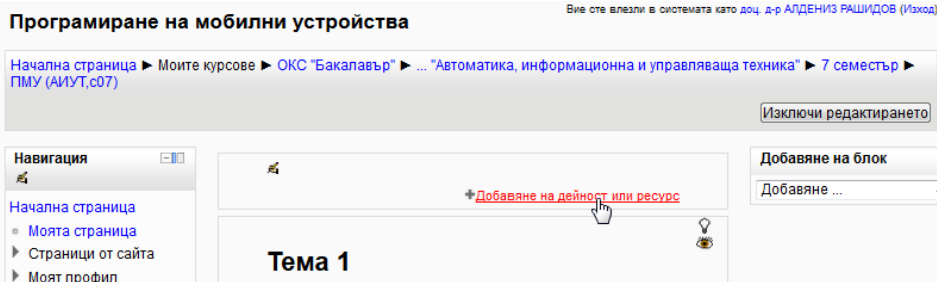 Вие сте влезли в системата като доц. д-р АЛДЕНИЗ РАШИДОВ (Изход)
Програмиране на мобилни устройства
Начална страница ► Моите курсове ► ОКС "Бакалавър" ► ... "Автоматика, информационна и управляваща техника" ► 7 семестър ►
ПМУ (АИУТ,с07)
Изключи редактирането
Навигация
Добавяне на блок
Добавяне ...
Добавяне на дейност или ресурс
Начална страница
Моята страница
Страници от сайта
Моят профил
Тема 1